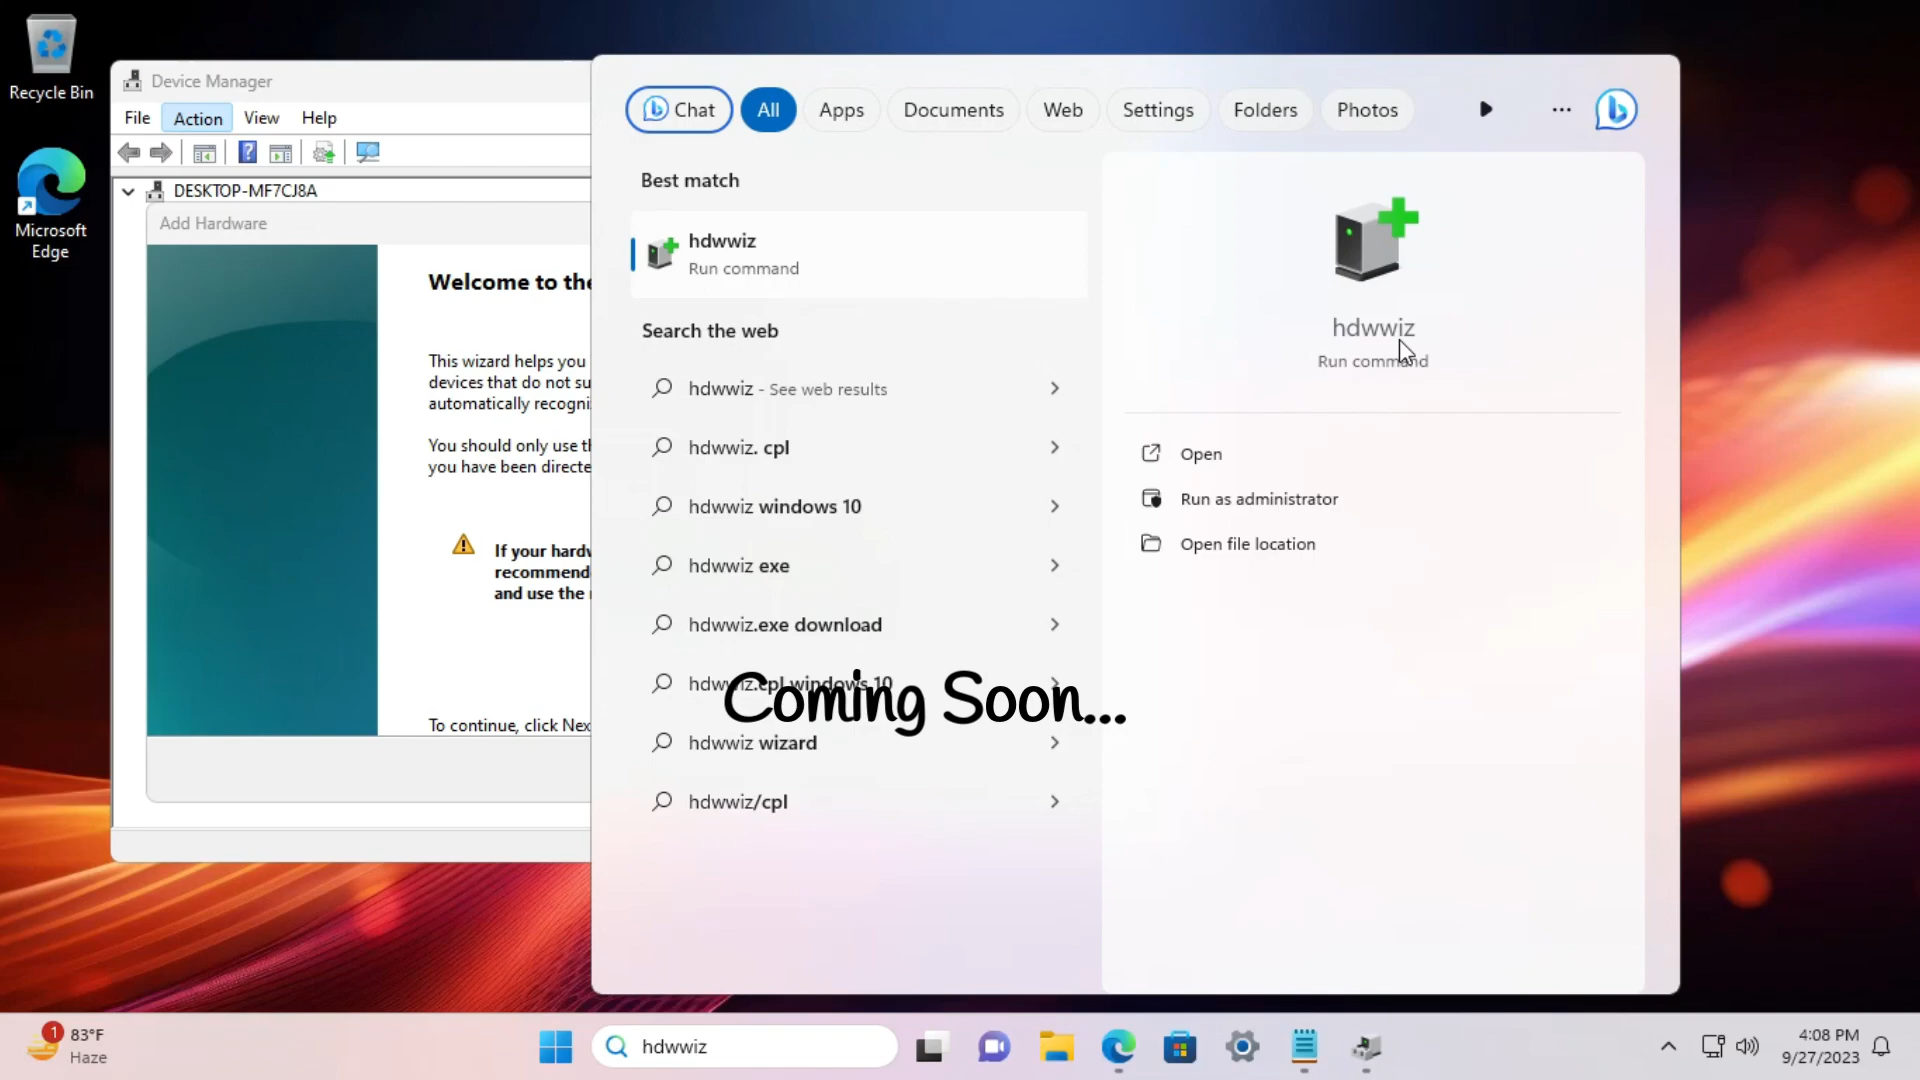 Recycle Bin
Microsoft
Edge
Device Manager
File Action View Help
DESKTOP-MF7CJ8A
Add Hardware
Welcome to the
This wizard helps you
devices that do not su
automatically recogni
You should only use th
you have been directe
If your hardw
recommend
and use the
To continue, click Nex
Chat All Apps Documents Web Settings Folders Photos
Best match
hdwwiz
Run command
Search the web
hdwwiz - See web results
hdwwiz. cpl
hdwwiz windows 10
hdwwiz exe
hdwwiz.exe download
hdwwiz.cpl windows 10
Coming Soon...
hdwwiz wizard
hdwwiz/cpl
hdwwiz
Run command
Open
Run as administrator
Open file location
1
83°F
Haze
hdwwiz
4:08 PM
9/27/2023